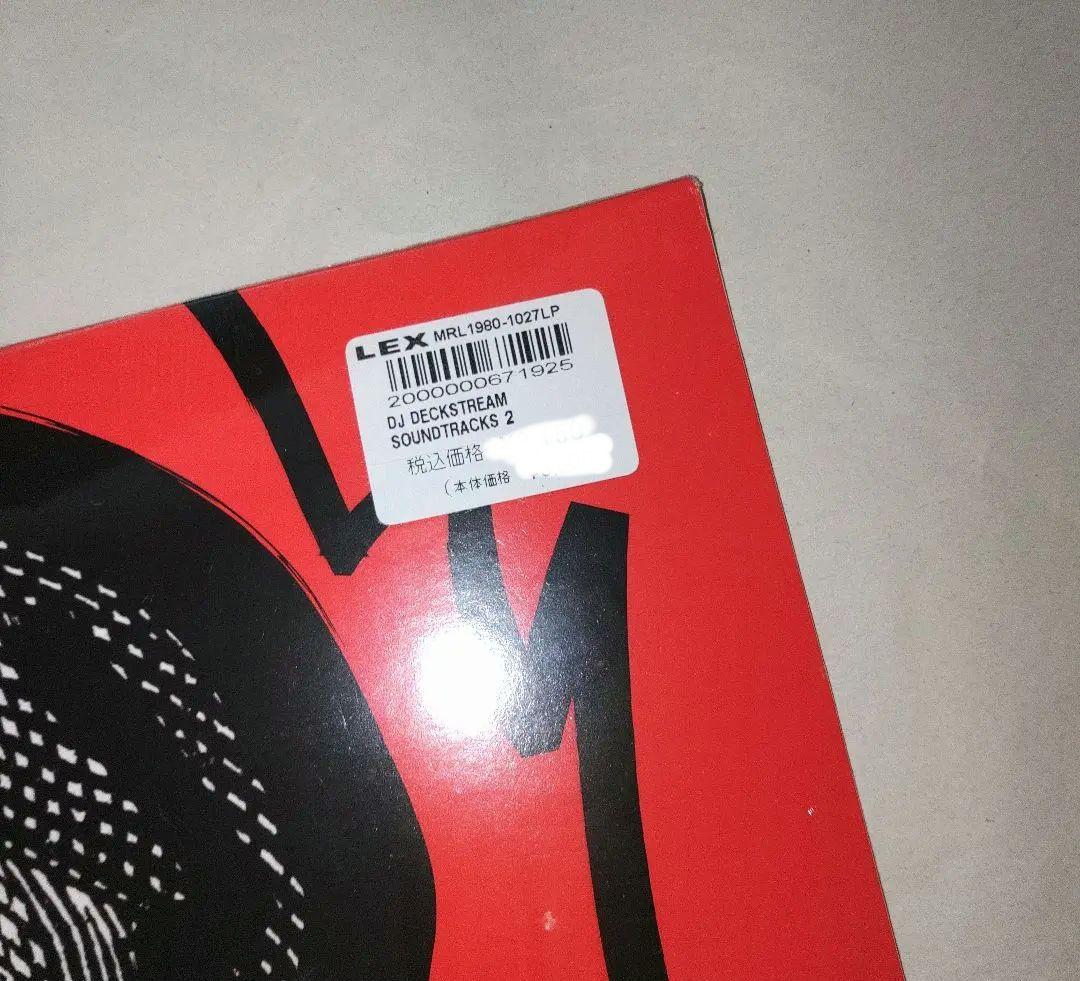 LEX MRL1980-1027LP
2000000671925
DJ DECKSTREAM
SOUNDTRACKS 2
税込価格
(本体価格